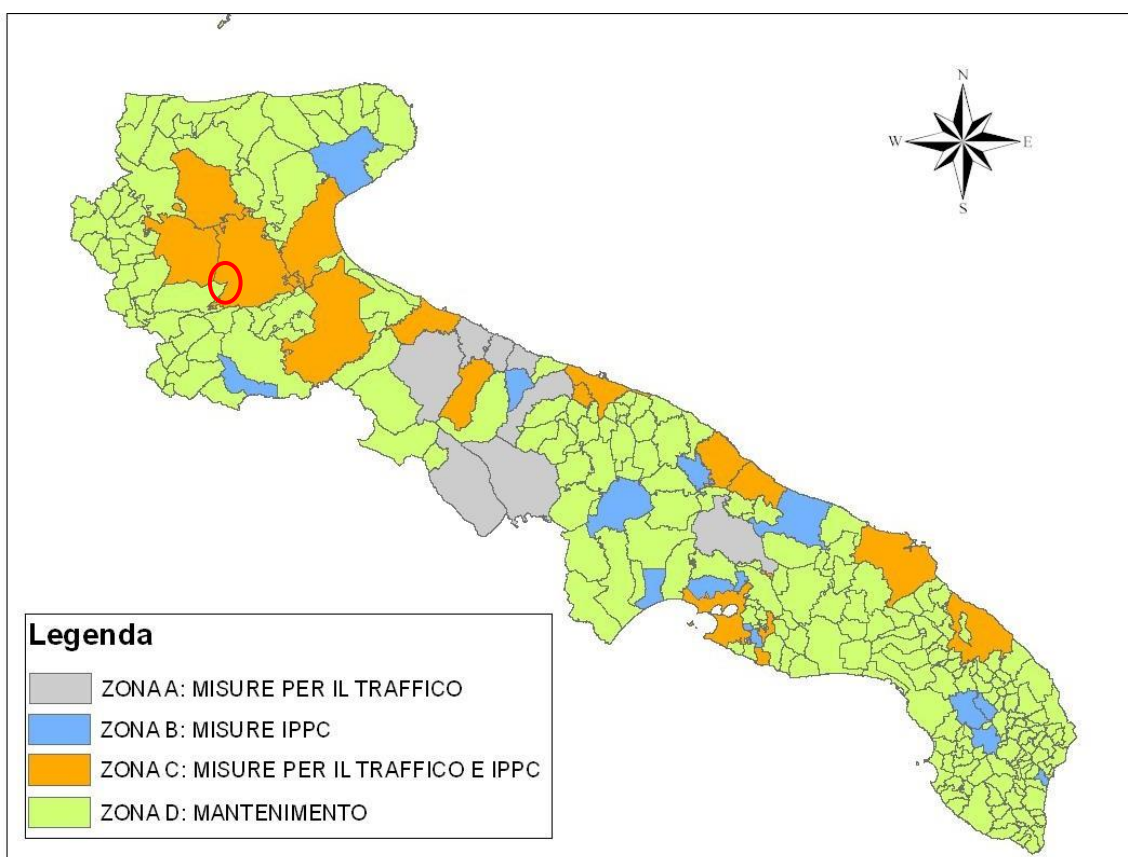 N
W
E
S
Legenda
ZONA A: MISURE PER IL TRAFFICO
ZONA B: MISURE IPPC
ZONA C: MISURE PER IL TRAFFICO E IPPC
ZONA D: MANTENIMENTO